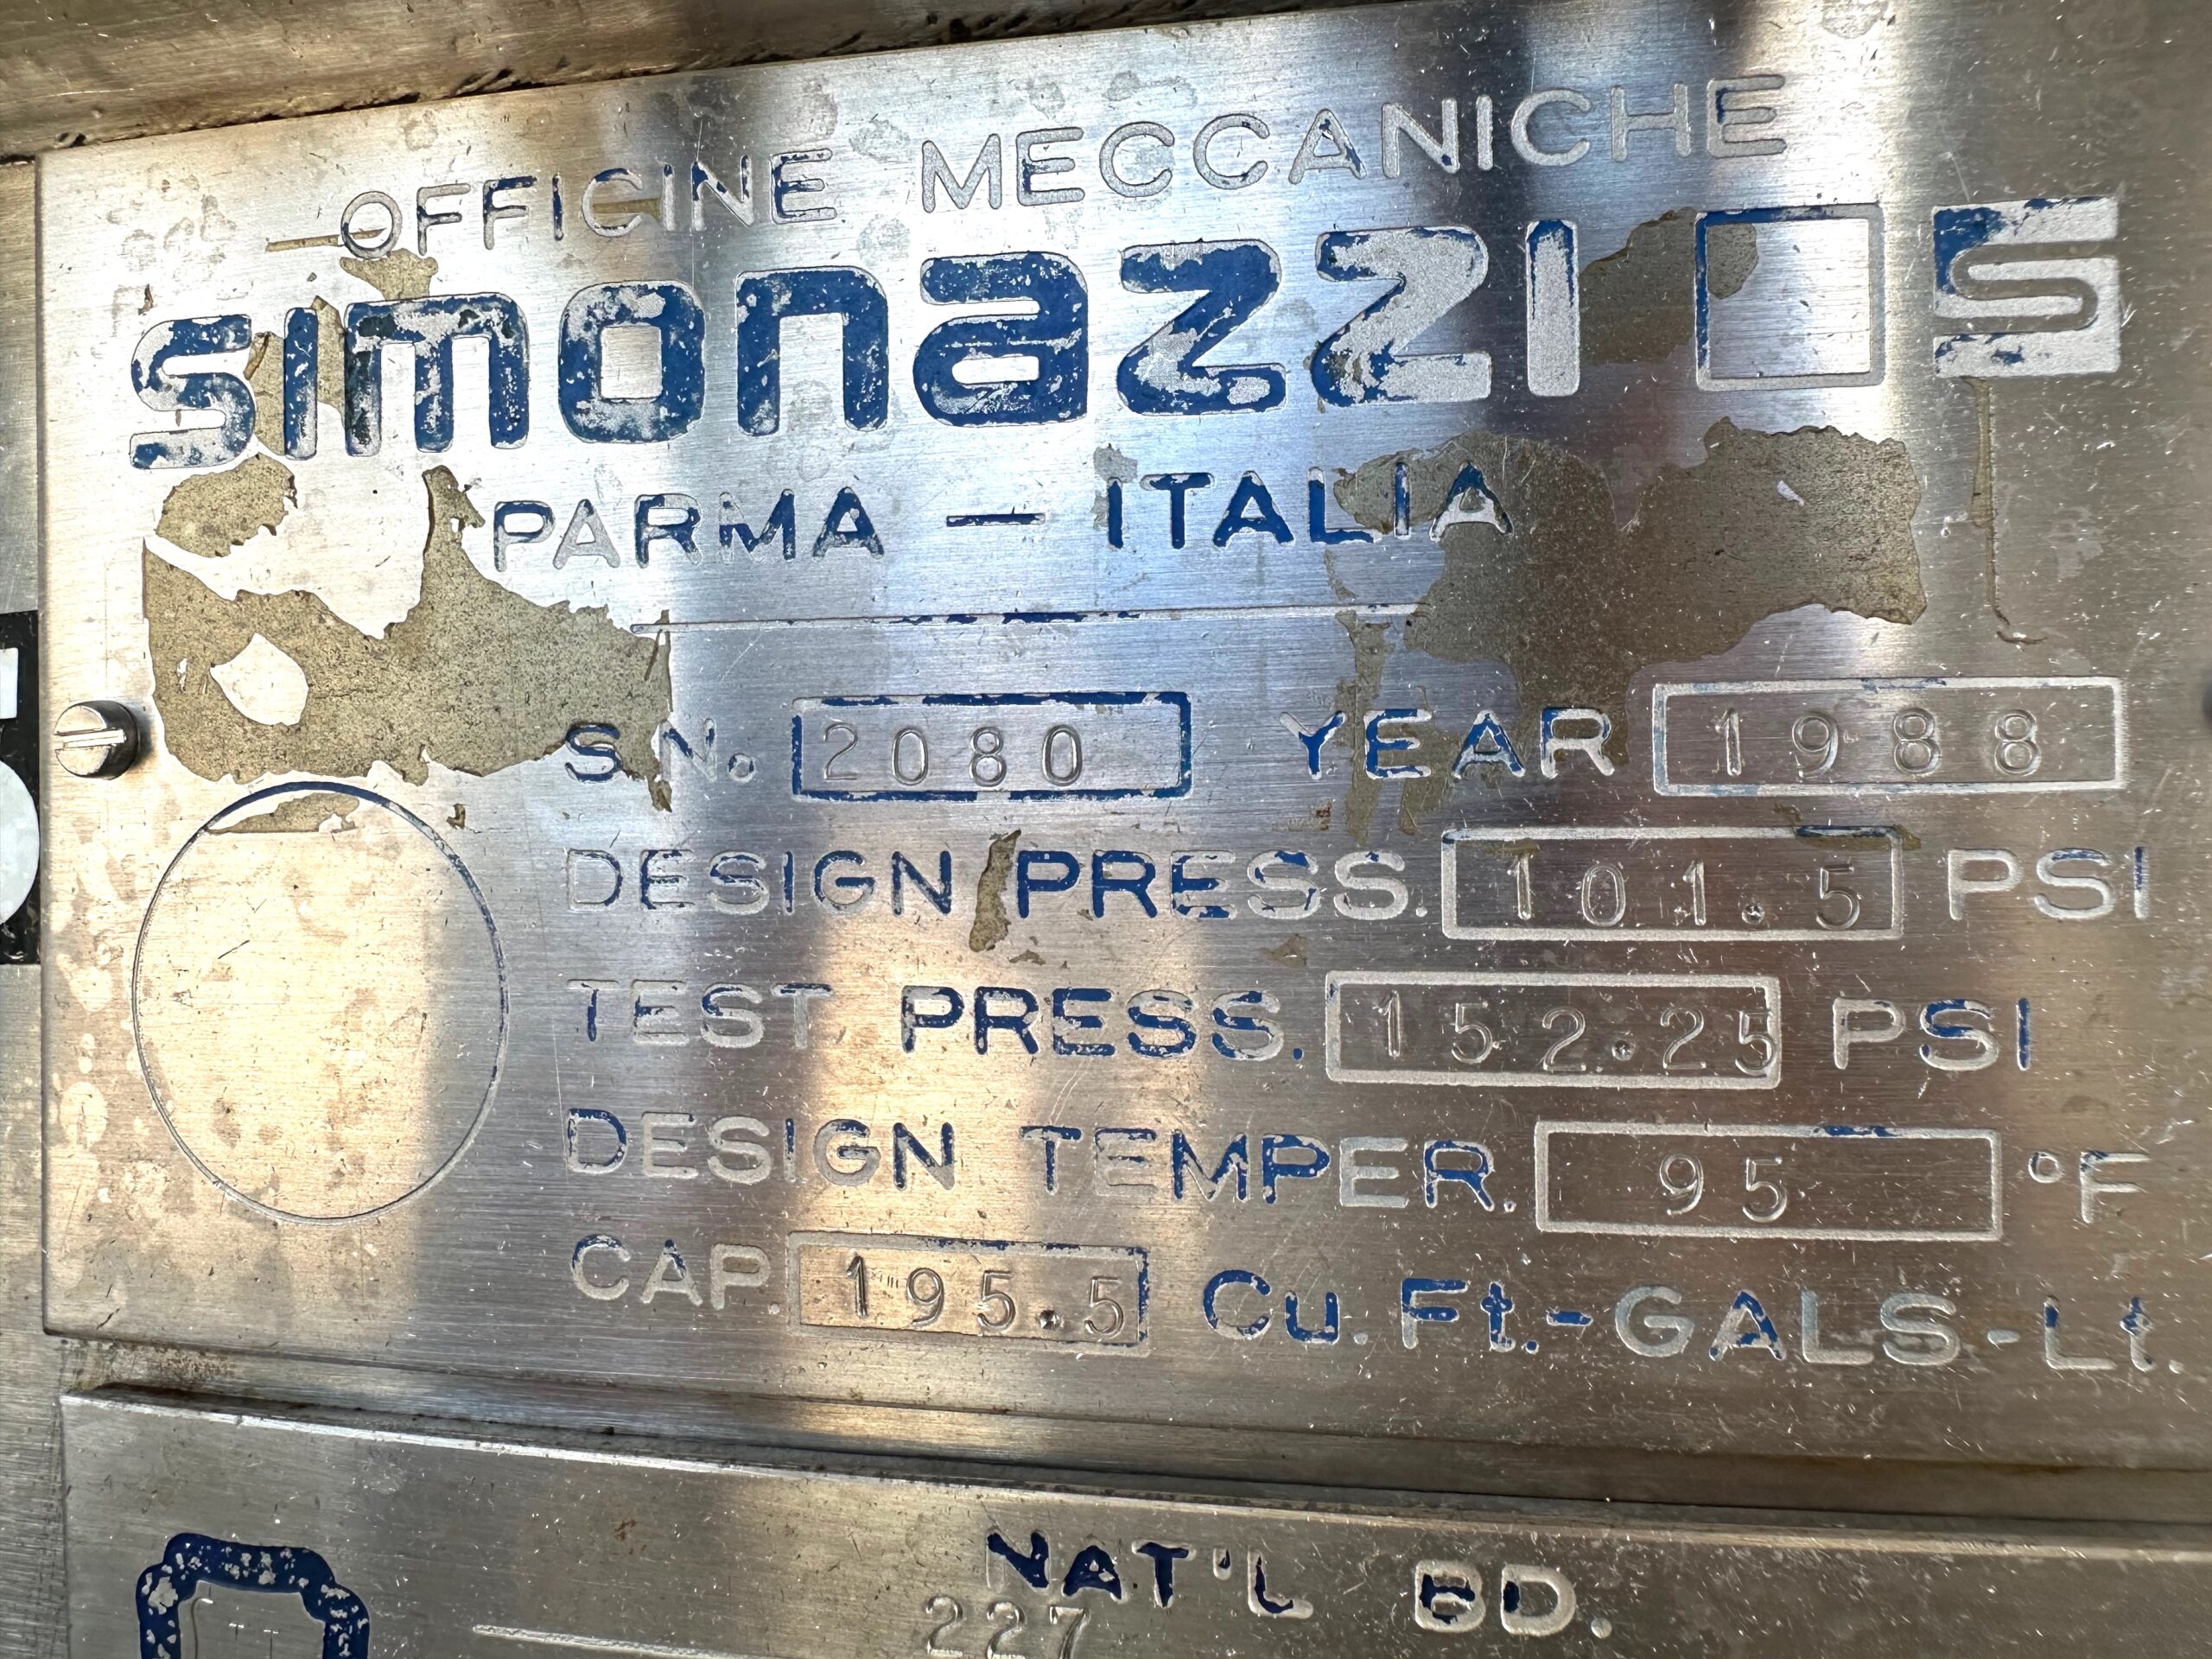 OFFICINE MECCANICHE
SIMONAZZI S
PARMA — ITALIA
S.N. 2080 YEAR 1988
DESIGN PRESS. 101.5 PSI
TEST PRESS. 152.25 PSI
DESIGN TEMPER. 95 °F
CAP. 195.5 Cu.Ft.-GALS-Lt.
NAT'L BD.
227